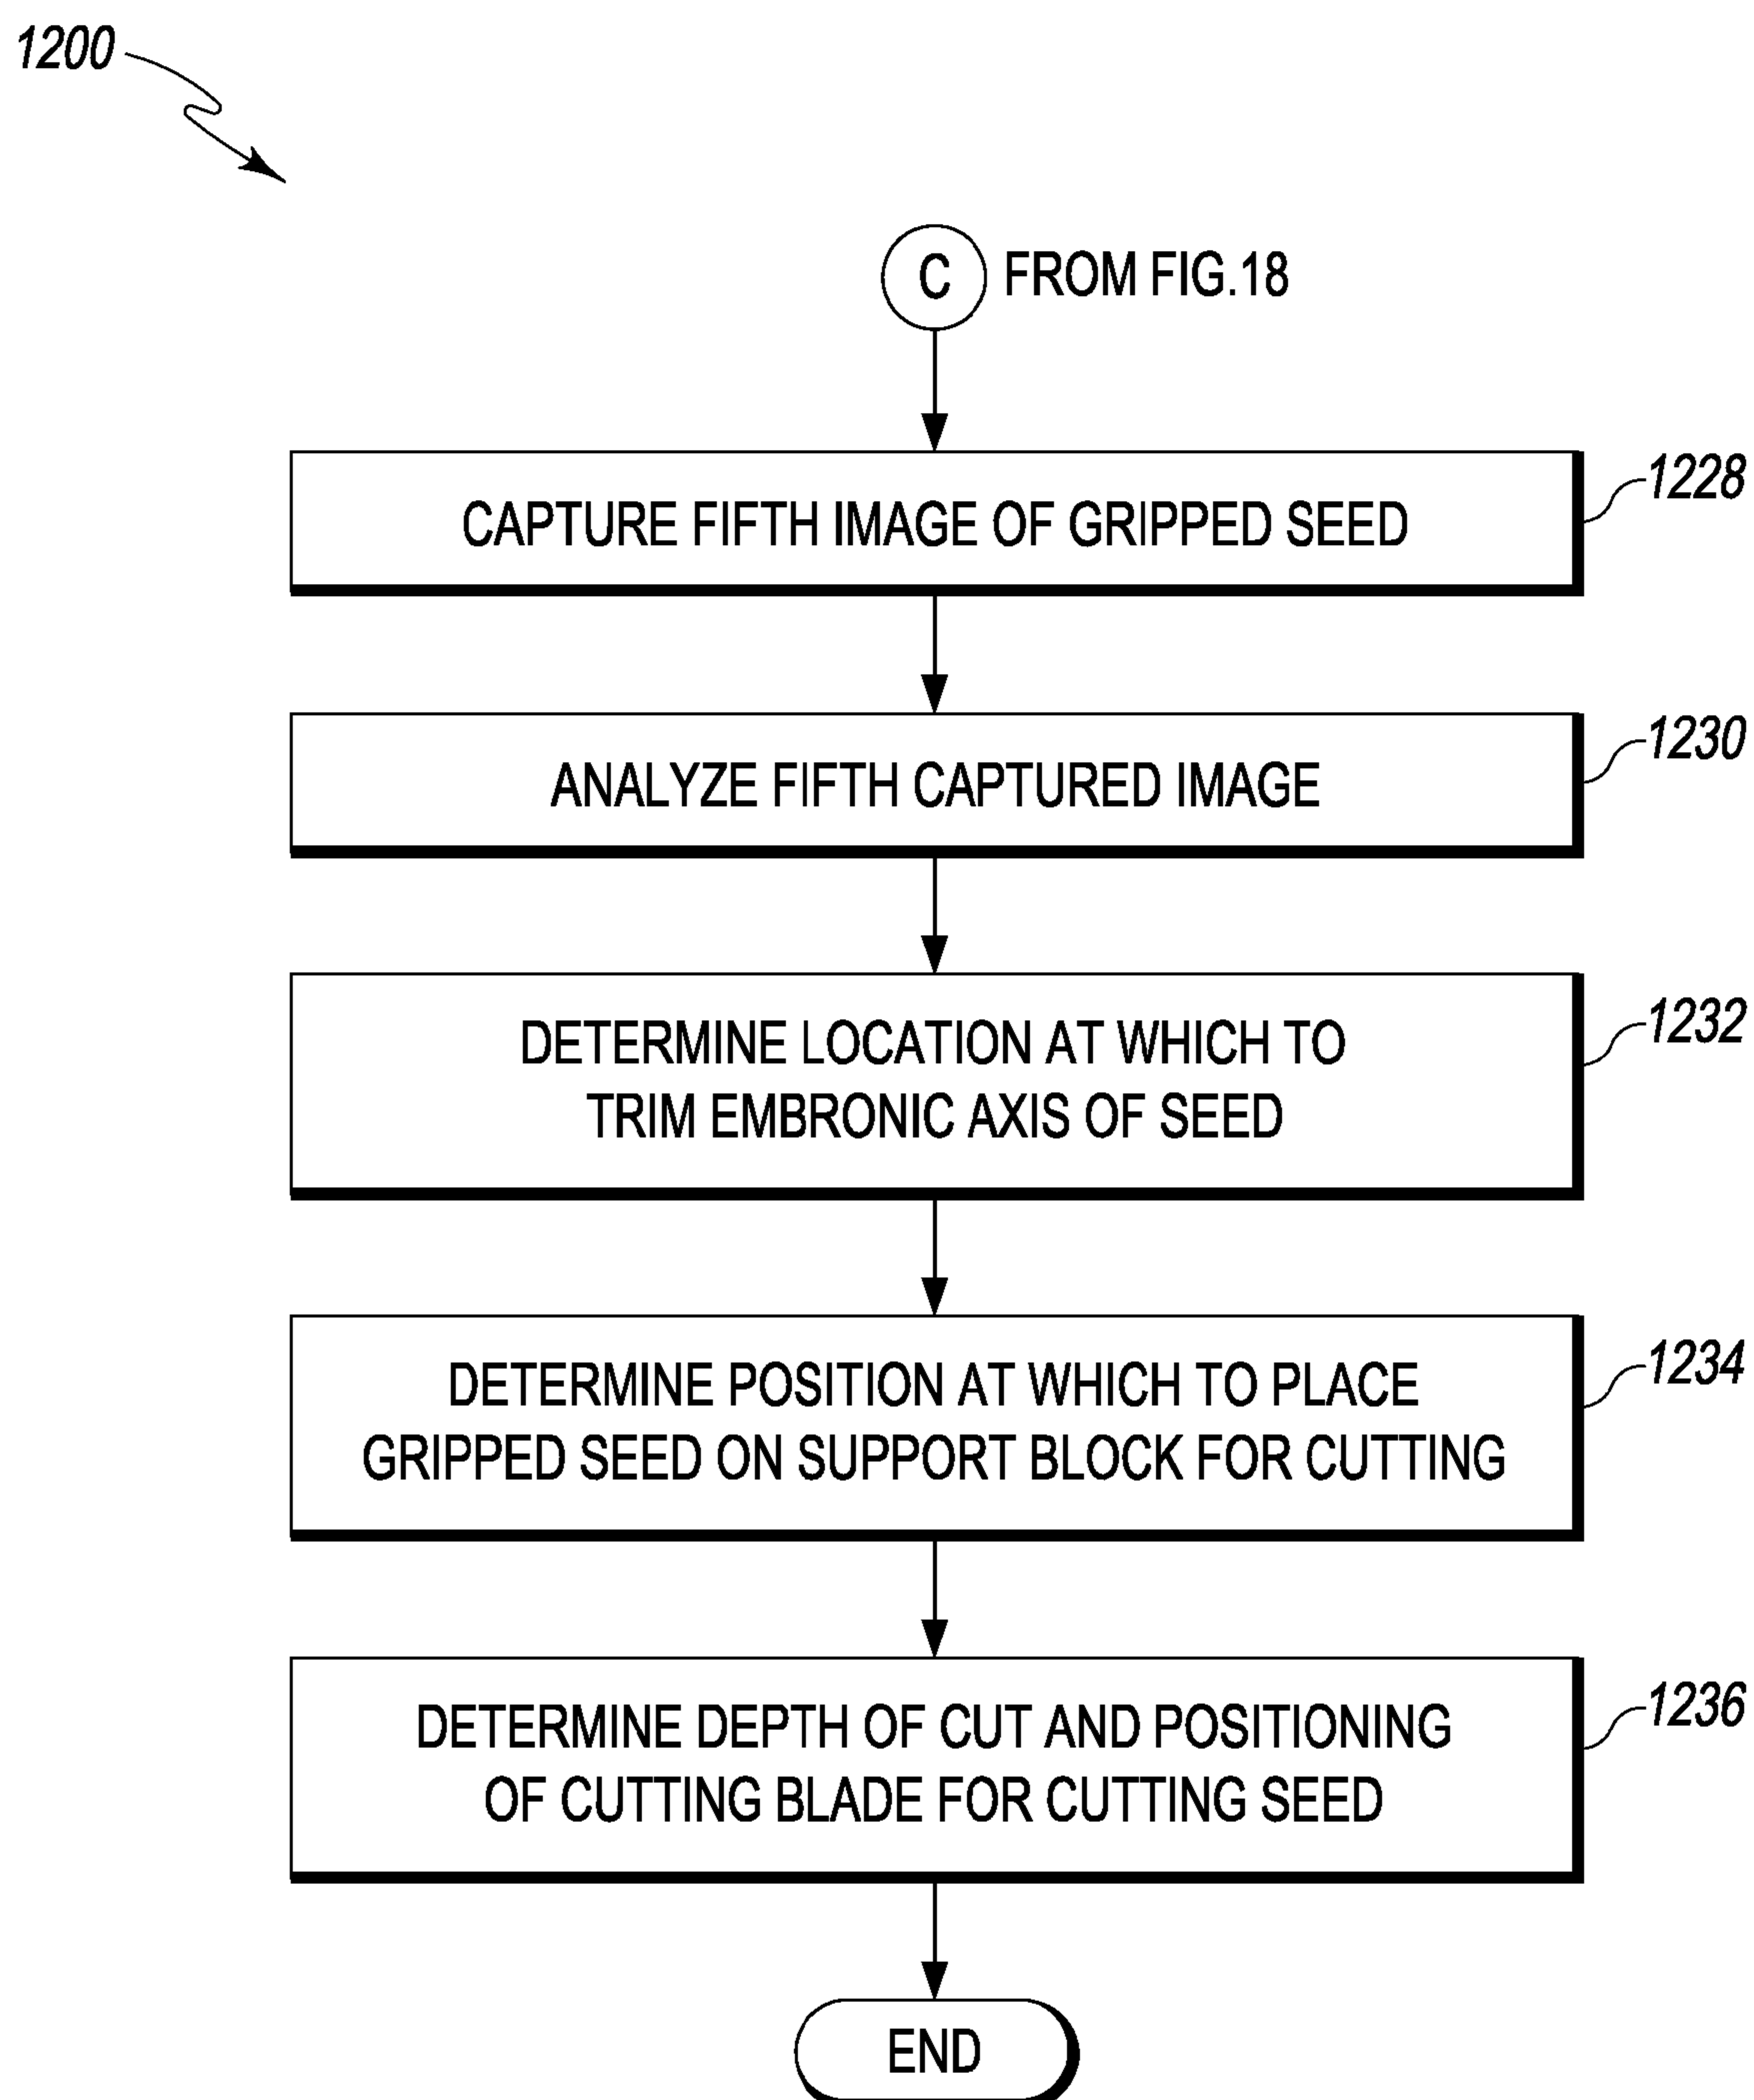 1200
C FROM FIG.18
CAPTURE FIFTH IMAGE OF GRIPPED SEED
1228
ANALYZE FIFTH CAPTURED IMAGE
1230
DETERMINE LOCATION AT WHICH TO
TRIM EMBRONIC AXIS OF SEED
1232
DETERMINE POSITION AT WHICH TO PLACE
GRIPPED SEED ON SUPPORT BLOCK FOR CUTTING
1234
DETERMINE DEPTH OF CUT AND POSITIONING
OF CUTTING BLADE FOR CUTTING SEED
1236
END